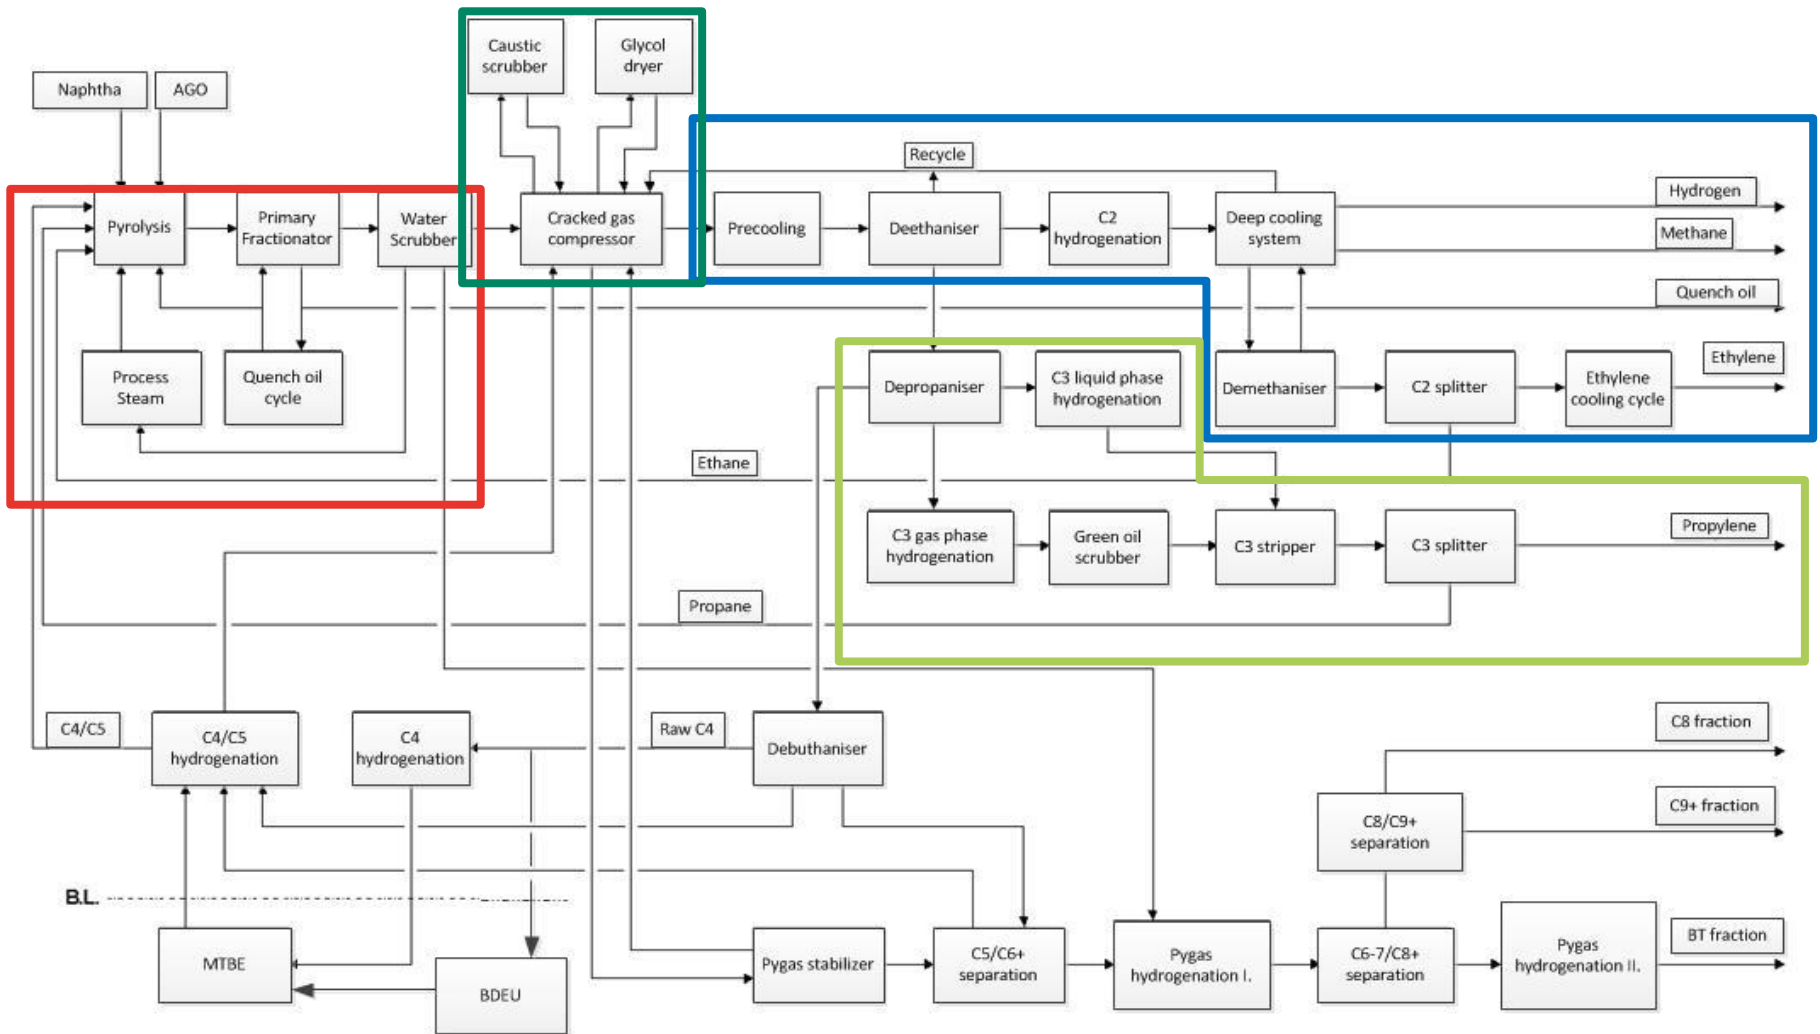 Caustic
scrubber
Glycol
dryer
Naphtha
AGO
Recycle
Hydrogen
Pyrolysis
Primary
Fractionator
Water
Scrubber
Cracked gas
compressor
Precooling
Deethaniser
C2
hydrogenation
Deep cooling
system
Methane
Quench oil
Process
Steam
Quench oil
cycle
Depropaniser
C3 liquid phase
hydrogenation
Demethaniser
C2 splitter
Ethylene
cooling cycle
Ethylene
Ethane
C3 gas phase
hydrogenation
Green oil
scrubber
C3 stripper
C3 splitter
Propylene
Propane
C4/C5
C4/C5
hydrogenation
C4
hydrogenation
Raw C4
Debuthaniser
C8 fraction
C9+ fraction
C8/C9+
separation
B.L.
MTBE
BDEU
Pygas stabilizer
C5/C6+
separation
Pygas
hydrogenation I.
C6-7/C8+
separation
Pygas
hydrogenation II.
BT fraction